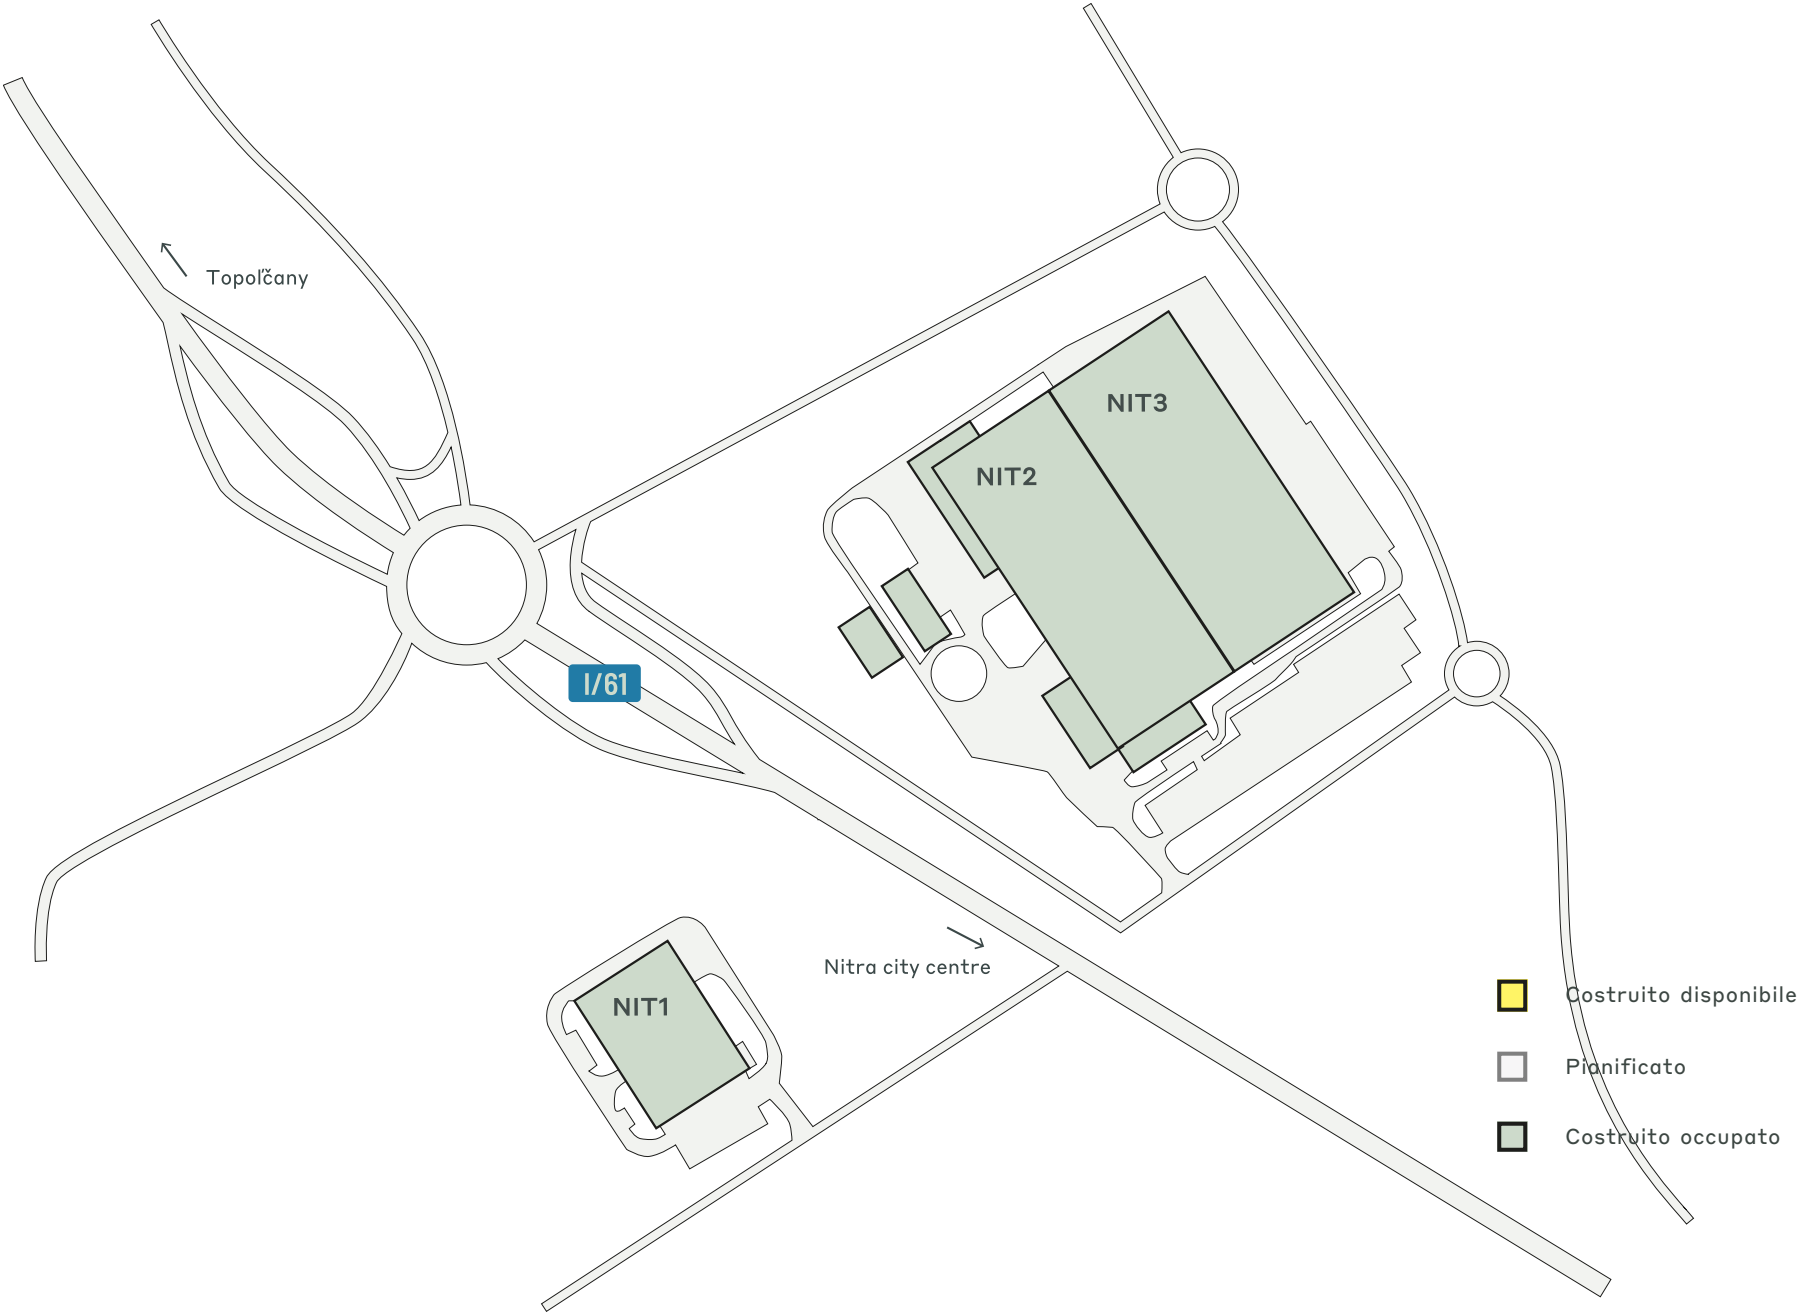 Topoľčany
NIT3
NIT2
I/61
Nitra city centre
NIT1
Costruito disponibile
Pianificato
Costruito occupato